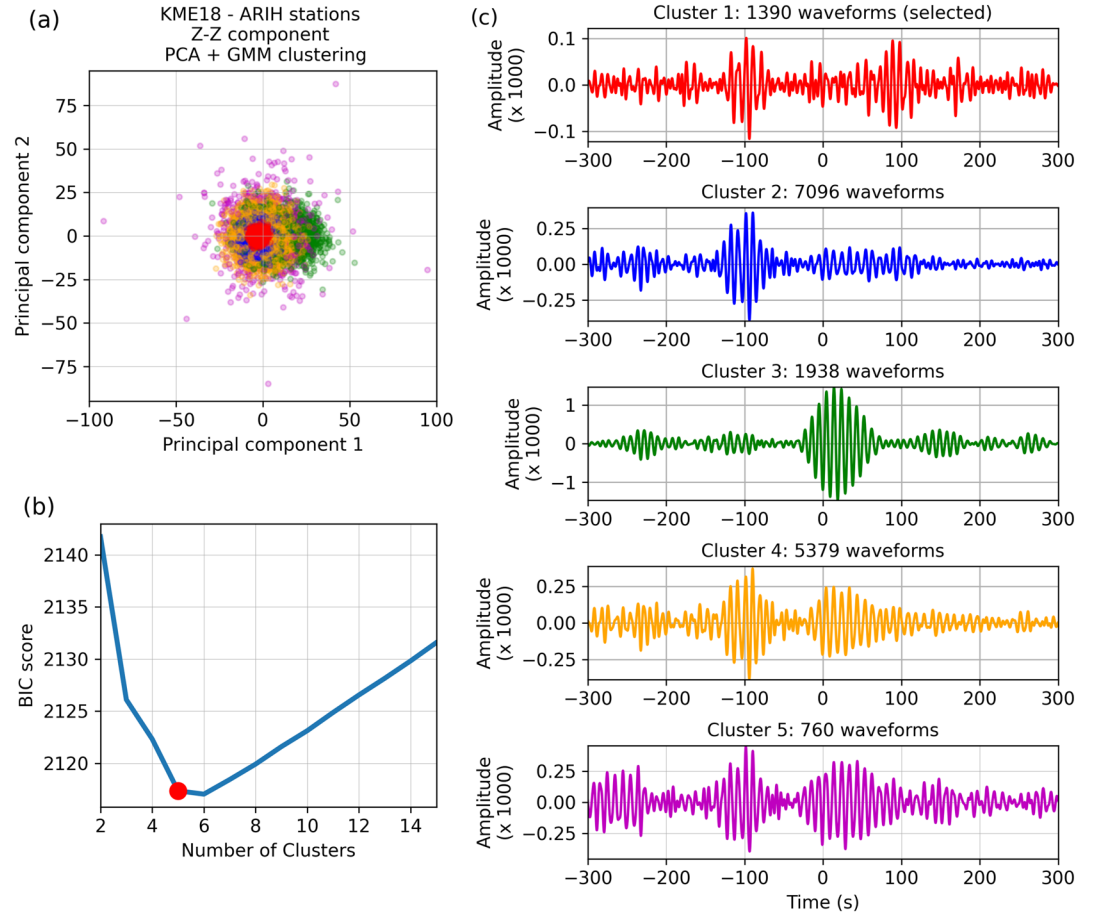 (a)
KME18 - ARIH stations
Z-Z component
PCA + GMM clustering
75
50
25
0
−25
−50
−75
Principal component 2
−100 −50 0 50 100
Principal component 1
(b)
2140
2135
2130
2125
2120
BIC score
2 4 6 8 10 12 14
Number of Clusters
(c)
Cluster 1: 1390 waveforms (selected)
Amplitude
(x 1000)
0.1
0.0
−0.1
−300 −200 −100 0 100 200 300
Cluster 2: 7096 waveforms
Amplitude
(x 1000)
0.25
0.00
−0.25
−300 −200 −100 0 100 200 300
Cluster 3: 1938 waveforms
Amplitude
(x 1000)
1
0
−1
−300 −200 −100 0 100 200 300
Cluster 4: 5379 waveforms
Amplitude
(x 1000)
0.25
0.00
−0.25
−300 −200 −100 0 100 200 300
Cluster 5: 760 waveforms
Amplitude
(x 1000)
0.25
0.00
−0.25
−300 −200 −100 0 100 200 300
Time (s)